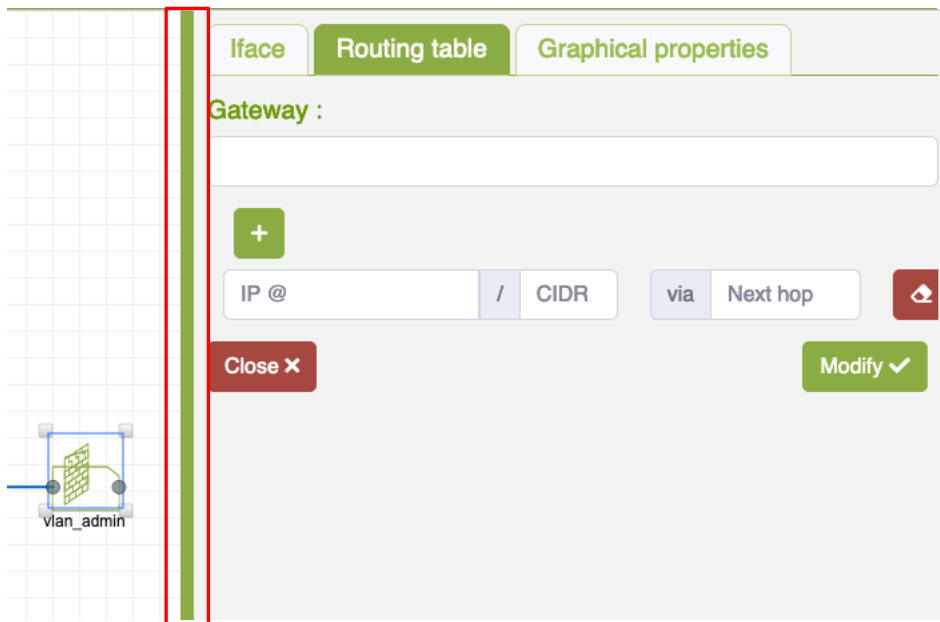 Iface Routing table Graphical properties
Gateway :
+
IP @ / CIDR via Next hop
Close ×
Modify ✓
vlan_admin